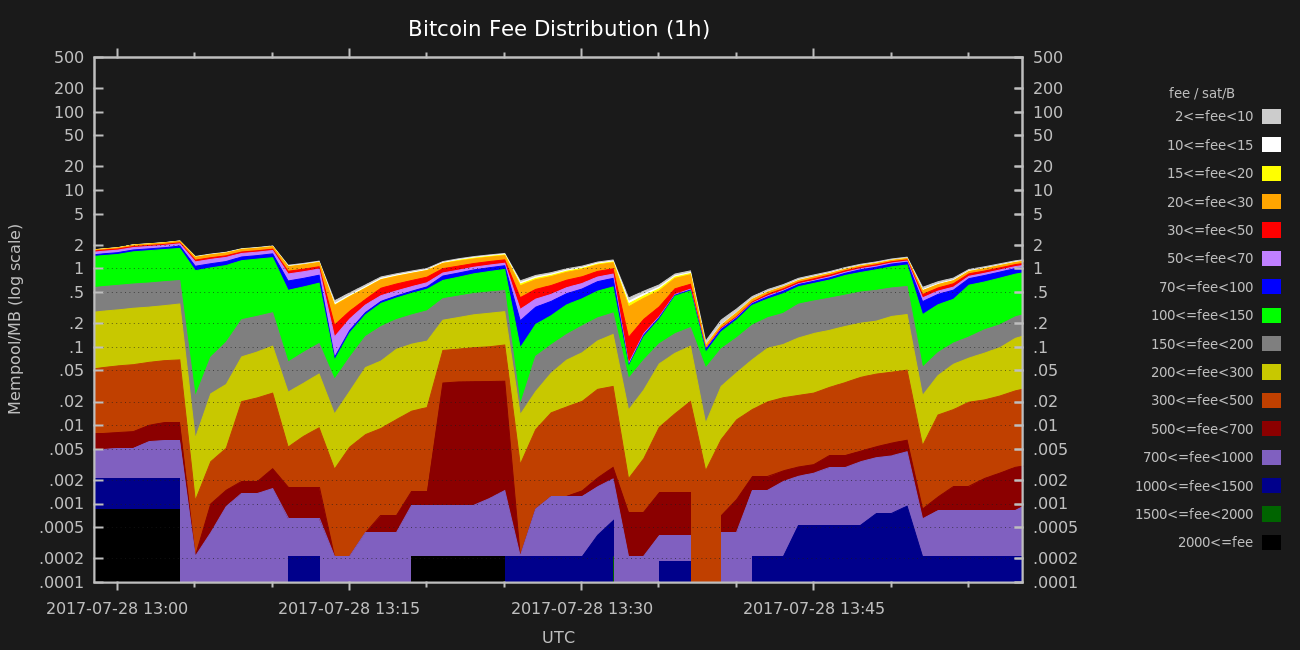 Bitcoin Fee Distribution (1h)
Mempool/MB (log scale)
500
200
100
50
20
10
5
2
1
.5
.2
.1
.05
.02
.01
.005
.002
.001
.0005
.0002
.0001
500
200
100
50
20
10
5
2
1
.5
.2
.1
.05
.02
.01
.005
.002
.001
.0005
.0002
.0001
2017-07-28 13:00
2017-07-28 13:15
2017-07-28 13:30
2017-07-28 13:45
UTC
fee / sat/B
2<=fee<10
10<=fee<15
15<=fee<20
20<=fee<30
30<=fee<50
50<=fee<70
70<=fee<100
100<=fee<150
150<=fee<200
200<=fee<300
300<=fee<500
500<=fee<700
700<=fee<1000
1000<=fee<1500
1500<=fee<2000
2000<=fee